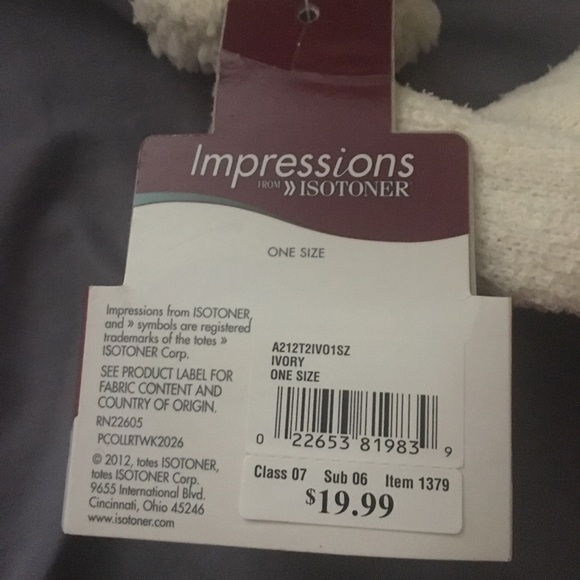 Impressions
FROM » ISOTONER
ONE SIZE
Impressions from ISOTONER,
and » symbols are registered
trademarks of the totes »
ISOTONER Corp.
SEE PRODUCT LABEL FOR
FABRIC CONTENT AND
COUNTRY OF ORIGIN.
RN22605
PCOLLRTWK2026
© 2012, totes ISOTONER,
totes ISOTONER Corp.
9655 International Blvd.
Cincinnati, Ohio 45246
www.isotoner.com
A212T2IVO1SZ
IVORY
ONE SIZE
0 22653 81983 9
Class 07 Sub 06 Item 1379
$19.99